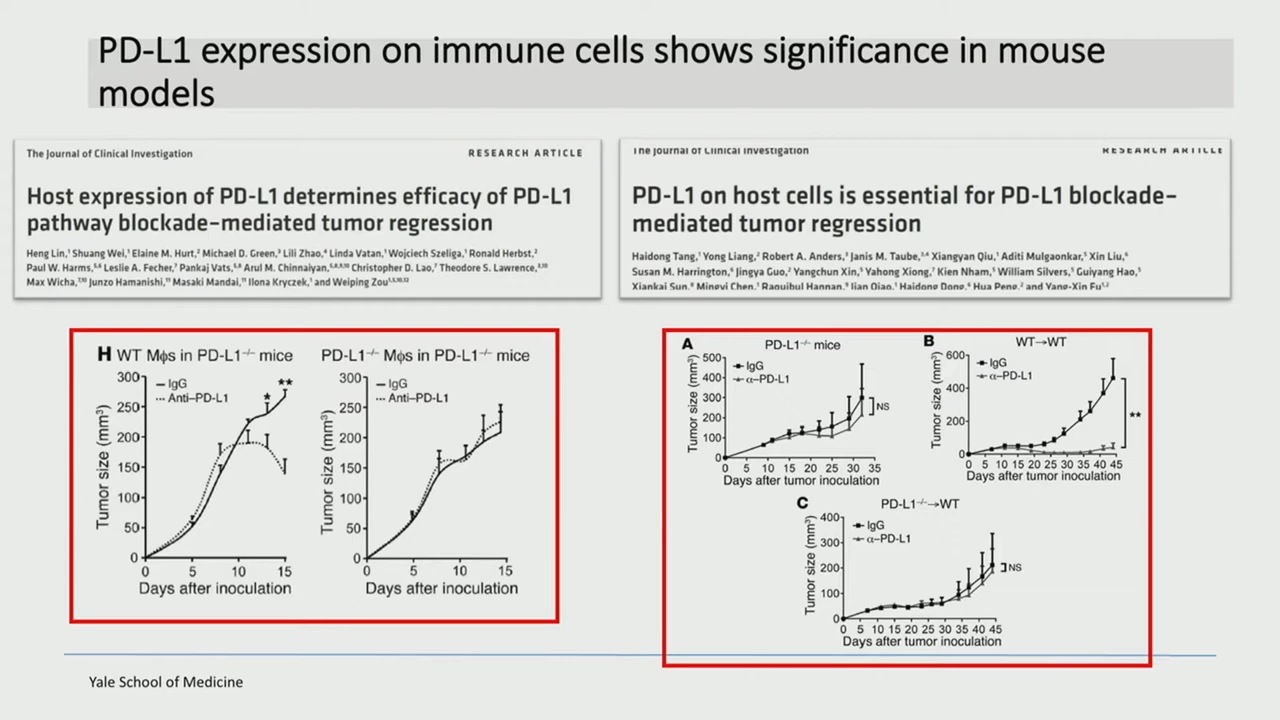 PD-L1 expression on immune cells shows significance in mouse
models
The Journal of Clinical Investigation
RESEARCH ARTICLE
Host expression of PD-L1 determines efficacy of PD-L1
pathway blockade–mediated tumor regression
Heng Lin,¹ Shuang Wei,¹ Elaine M. Hurt,² Michael D. Green,³ Lili Zhao,⁴ Linda Vatan,¹ Wojciech Szeliga,¹ Ronald Herbst,²
Paul W. Harms,⁵,⁶ Leslie A. Fecher,⁷ Pankaj Vats,⁵,⁸ Arul M. Chinnaiyan,⁵,⁸,⁹,¹⁰ Christopher D. Lao,⁷ Theodore S. Lawrence,³,¹⁰
Max Wicha,⁷,¹⁰ Junzo Hamanishi,¹¹ Masaki Mandai,¹¹ Ilona Kryczek,¹ and Weiping Zou¹,⁵,¹⁰,¹²
The Journal of Clinical Investigation
RESEARCH ARTICLE
PD-L1 on host cells is essential for PD-L1 blockade–
mediated tumor regression
Haidong Tang,¹ Yong Liang,² Robert A. Anders,³ Janis M. Taube,³,⁴ Xiangyan Qiu,¹ Aditi Mulgaonkar,⁵ Xin Liu,⁶
Susan M. Harrington,⁶ Jingya Guo,² Yangchun Xin,⁵ Yahong Xiong,⁷ Kien Nham,⁵ William Silvers,⁵ Guiyang Hao,⁵
Xiankai Sun,⁸ Mingyi Chen,¹ Raquibul Hannan,⁹ Jian Qiao,¹ Haidong Dong,⁶ Hua Peng,² and Yang-Xin Fu¹,²
H WT Mϕs in PD-L1⁻/⁻ mice
IgG
Anti–PD-L1
*
**
Tumor size (mm³)
300
250
200
150
100
50
0
0 5 10 15
Days after inoculation
PD-L1⁻/⁻ Mϕs in PD-L1⁻/⁻ mice
IgG
Anti–PD-L1
Tumor size (mm³)
300
250
200
150
100
50
0
0 5 10 15
Days after inoculation
A
PD-L1⁻/⁻ mice
IgG
α–PD-L1
Tumor size (mm³)
500
400
300
200
100
0
NS
0 5 10 15 20 25 30 35
Days after tumor inoculation
B
WT→WT
IgG
α–PD-L1
Tumor size (mm³)
600
400
200
0
**
0 5 10 15 20 25 30 35 40 45
Days after tumor inoculation
C
PD-L1⁻/⁻→WT
IgG
α–PD-L1
Tumor size (mm³)
400
300
200
100
0
NS
0 5 10 15 20 25 30 35 40 45
Days after tumor inoculation
Yale School of Medicine